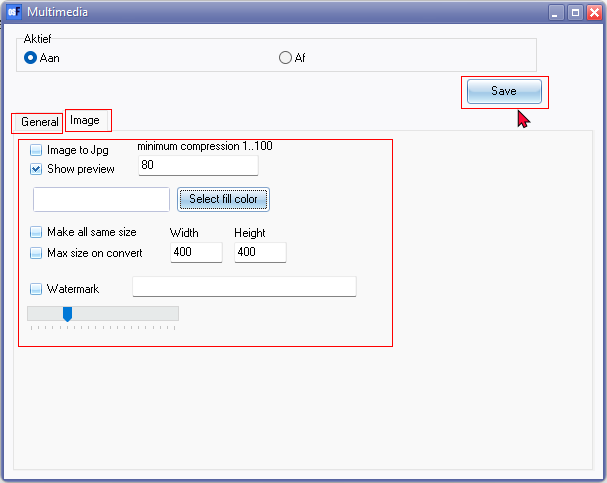 Multimedia
Aktief
Aan Af
Save
General Image
Image to Jpg minimum compression 1..100
Show preview 80
Select fill color
Make all same size Width Height
Max size on convert 400 400
Watermark